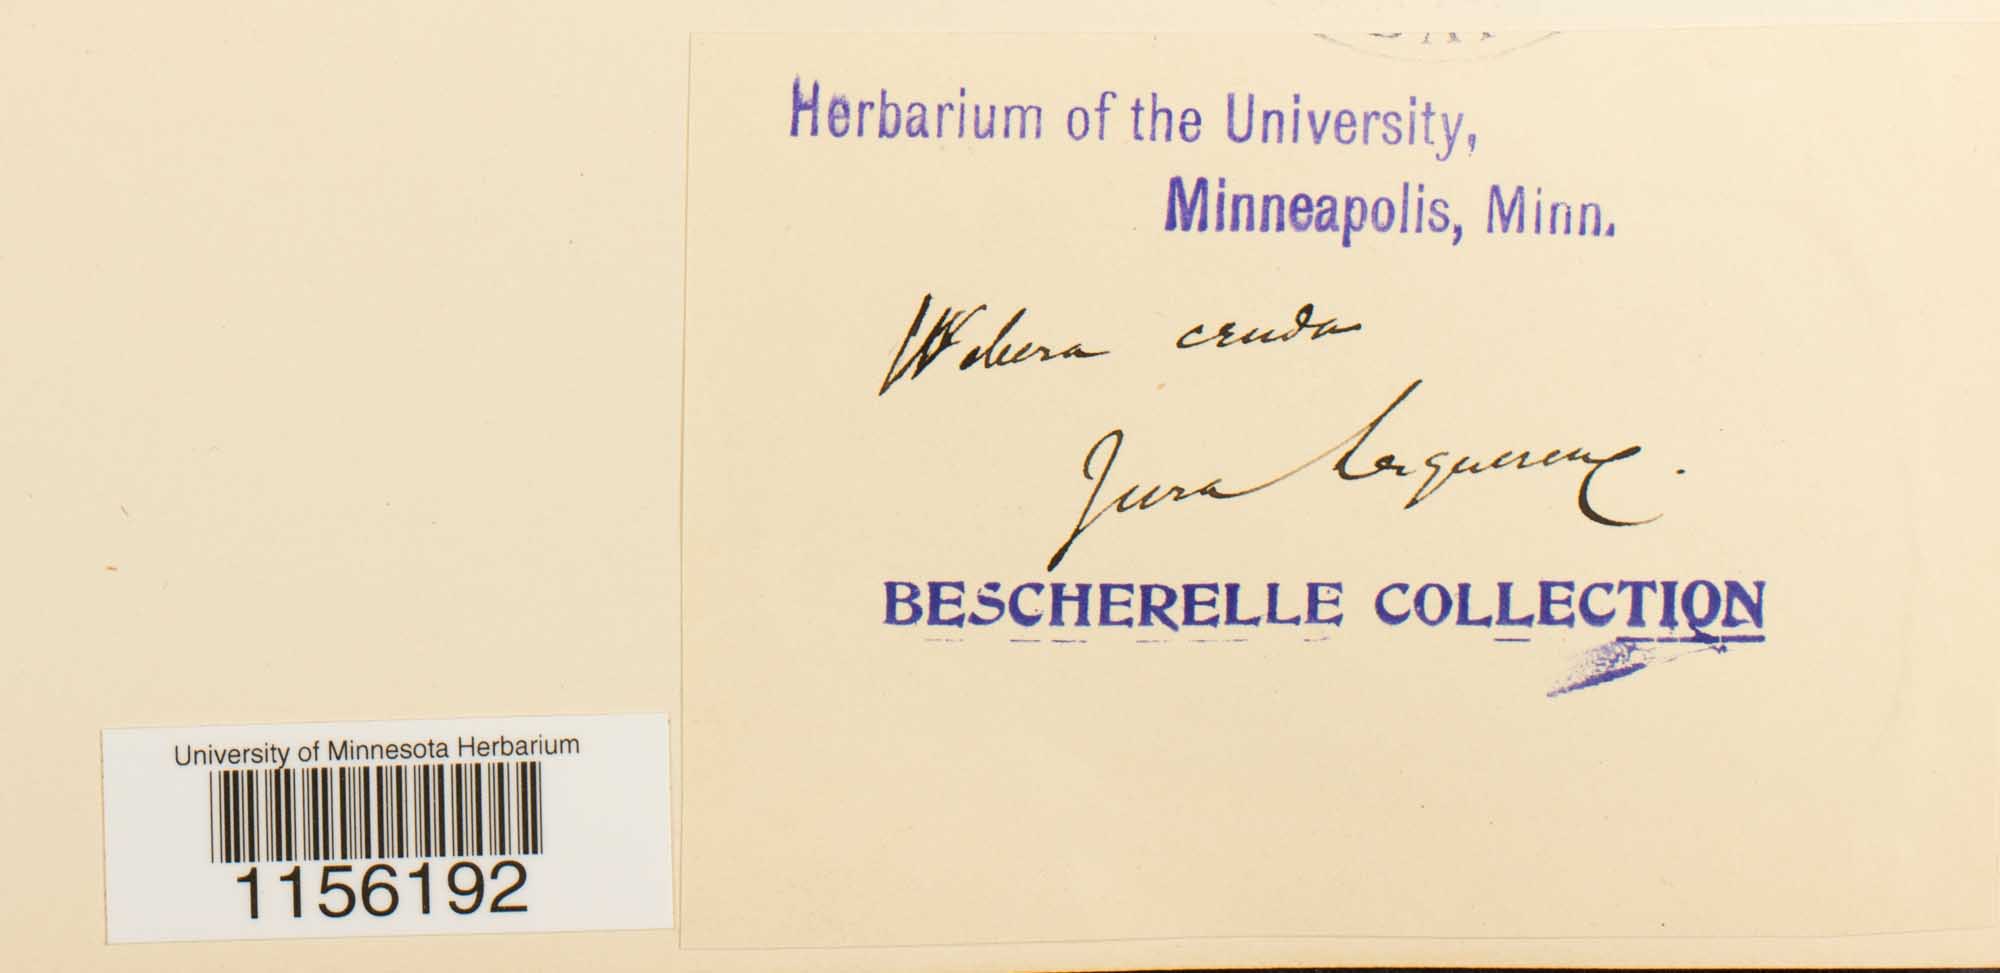 Herbarium of the University,
Minneapolis, Minn.
Webera cruda
Jura Lesquereux.
BESCHERELLE COLLECTION
University of Minnesota Herbarium
1156192